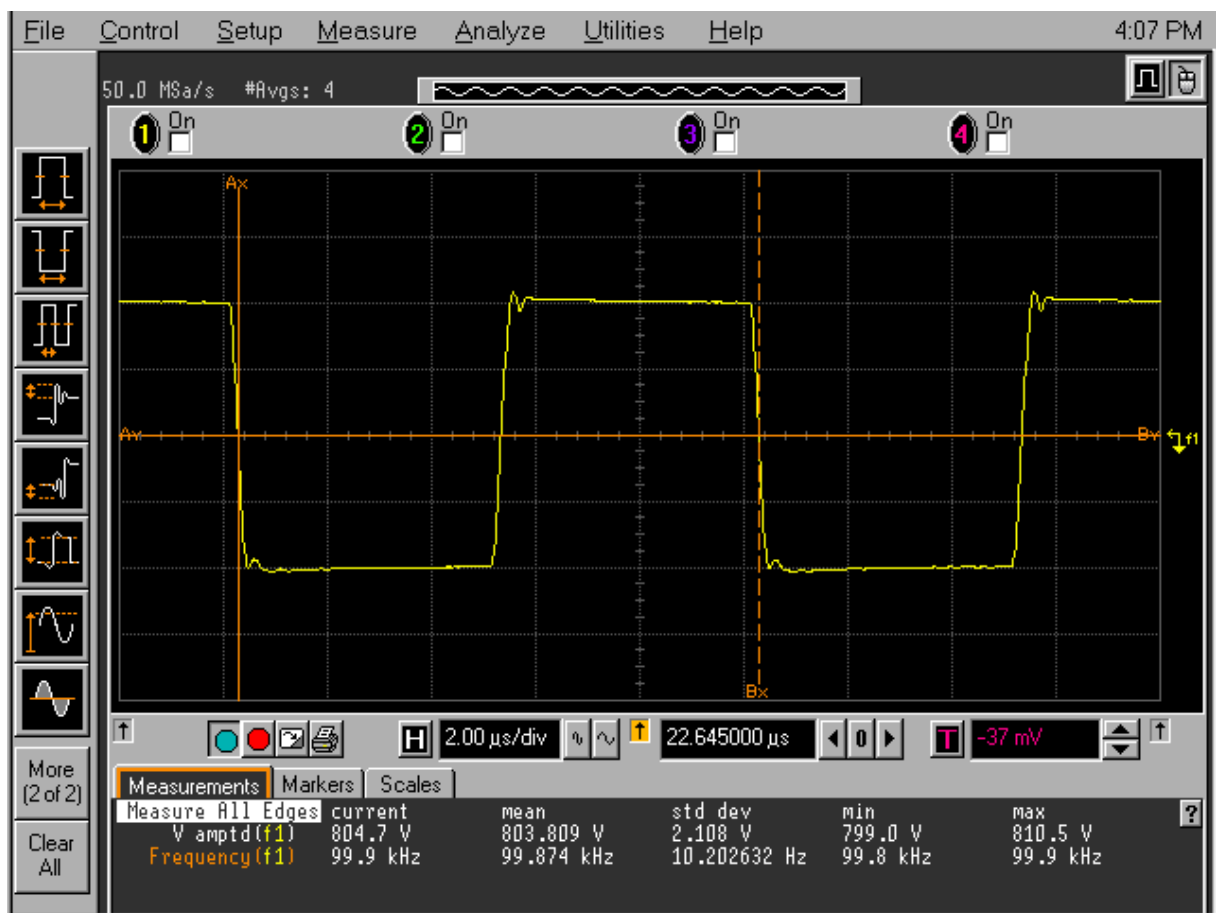 File Control Setup Measure Analyze Utilities Help 4:07 PM
50.0 MSa/s #Avgs: 4
1 On 2 On 3 On 4 On
Ax
Ay By
f1
Bx
H 2.00 µs/div 22.645000 µs 0 T -37 mV
More
(2 of 2)
Clear
All
Measurements Markers Scales
Measure All Edges current mean std dev min max ?
V amptd(f1) 804.7 V 803.809 V 2.108 V 799.0 V 810.5 V
Frequency(f1) 99.9 kHz 99.874 kHz 10.202632 Hz 99.8 kHz 99.9 kHz